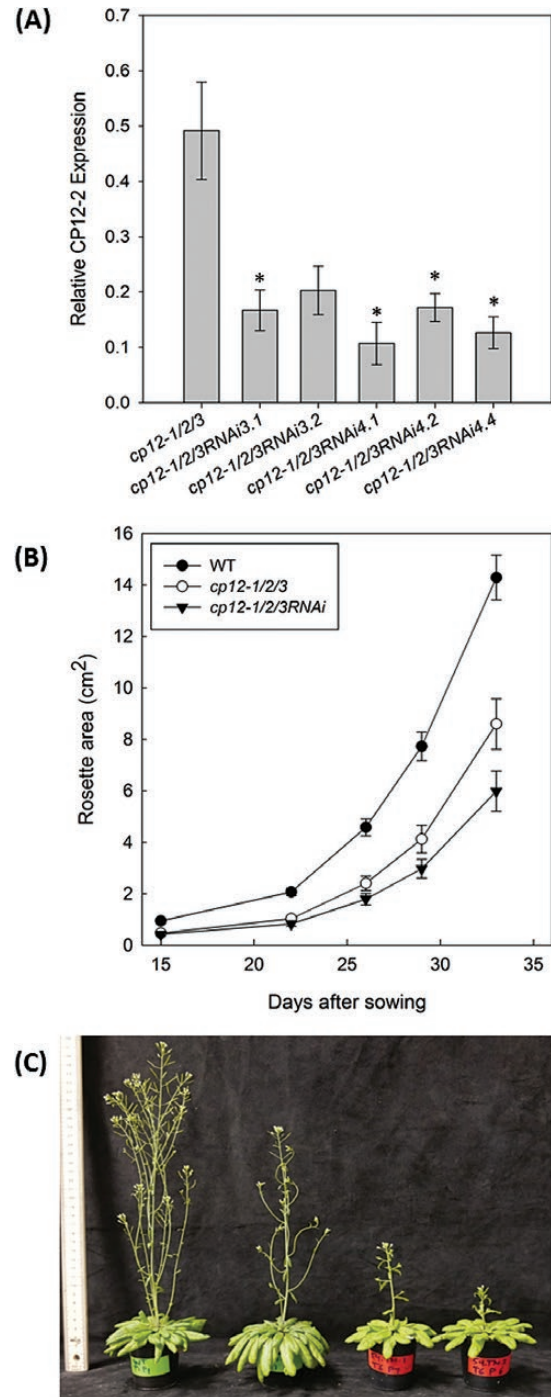 (A)
0.7
0.6
0.5
0.4
0.3
0.2
0.1
0.0
Relative CP12-2 Expression
*
*
*
*
cp12-1/2/3
cp12-1/2/3RNAi3.1
cp12-1/2/3RNAi3.2
cp12-1/2/3RNAi4.1
cp12-1/2/3RNAi4.2
cp12-1/2/3RNAi4.4
(B)
16
14
12
10
8
6
4
2
0
Rosette area (cm²)
WT
cp12-1/2/3
cp12-1/2/3RNAi
15
20
25
30
35
Days after sowing
(C)